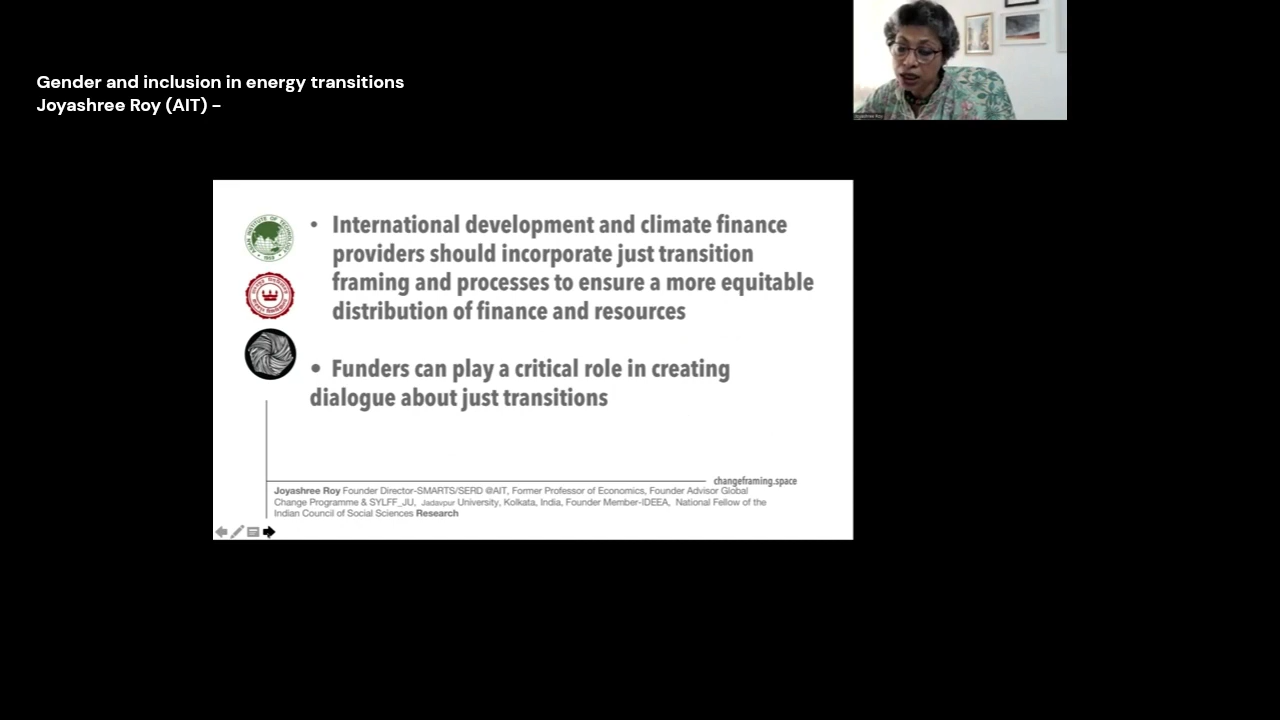 Gender and inclusion in energy transitions
Joyashree Roy (AIT) –
Joyashree Roy
• International development and climate finance
providers should incorporate just transition
framing and processes to ensure a more equitable
distribution of finance and resources
• Funders can play a critical role in creating
dialogue about just transitions
changeframing.space
Joyashree Roy Founder Director-SMARTS/SERD @AIT, Former Professor of Economics, Founder Advisor Global
Change Programme & SYLFF_JU, Jadavpur University, Kolkata, India, Founder Member-IDEEA, National Fellow of the
Indian Council of Social Sciences Research